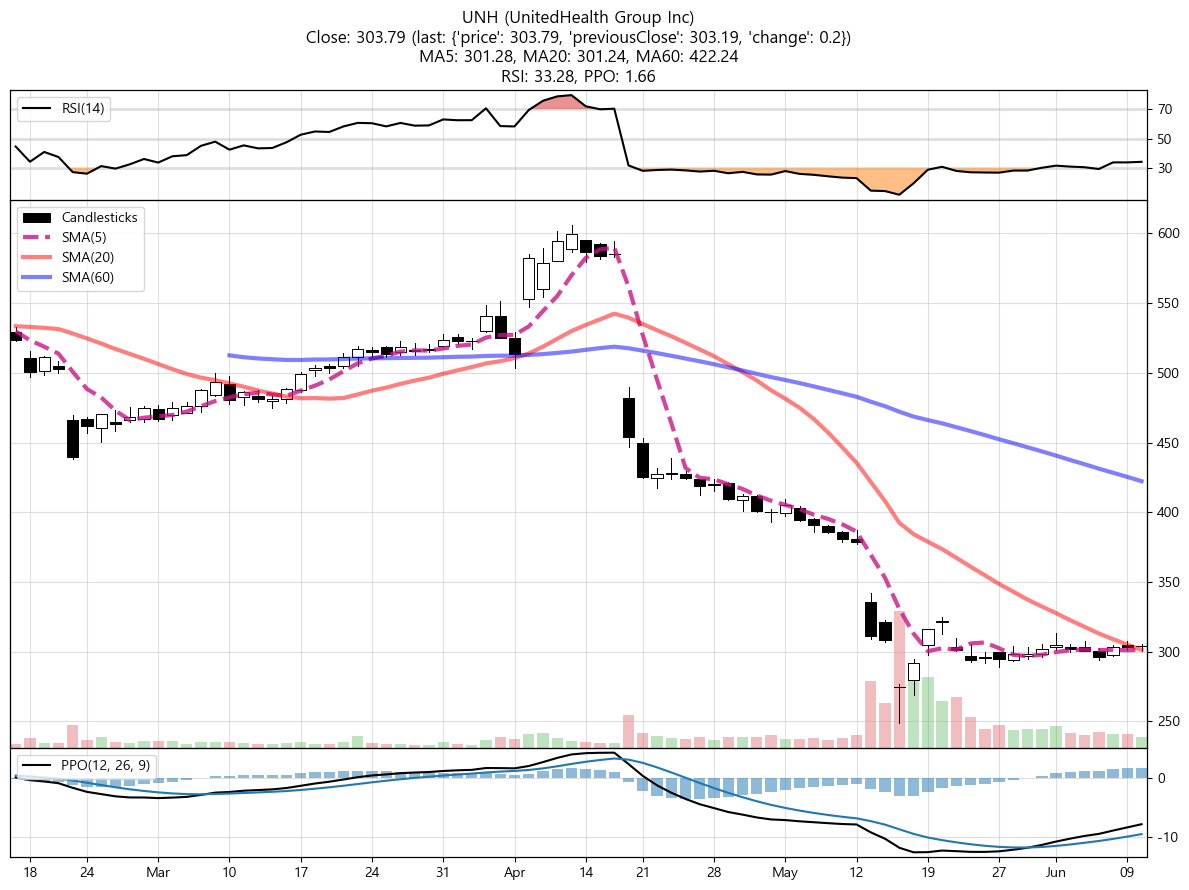 UNH (UnitedHealth Group Inc)
Close: 303.79 (last: {'price': 303.79, 'previousClose': 303.19, 'change': 0.2})
MA5: 301.28, MA20: 301.24, MA60: 422.24
RSI: 33.28, PPO: 1.66
RSI(14)
70
50
30
Candlesticks
SMA(5)
SMA(20)
SMA(60)
600
550
500
450
400
350
300
250
PPO(12, 26, 9)
0
-10
18 24 Mar 10 17 24 Apr 14 21 28 May 12 19 27 Jun 09